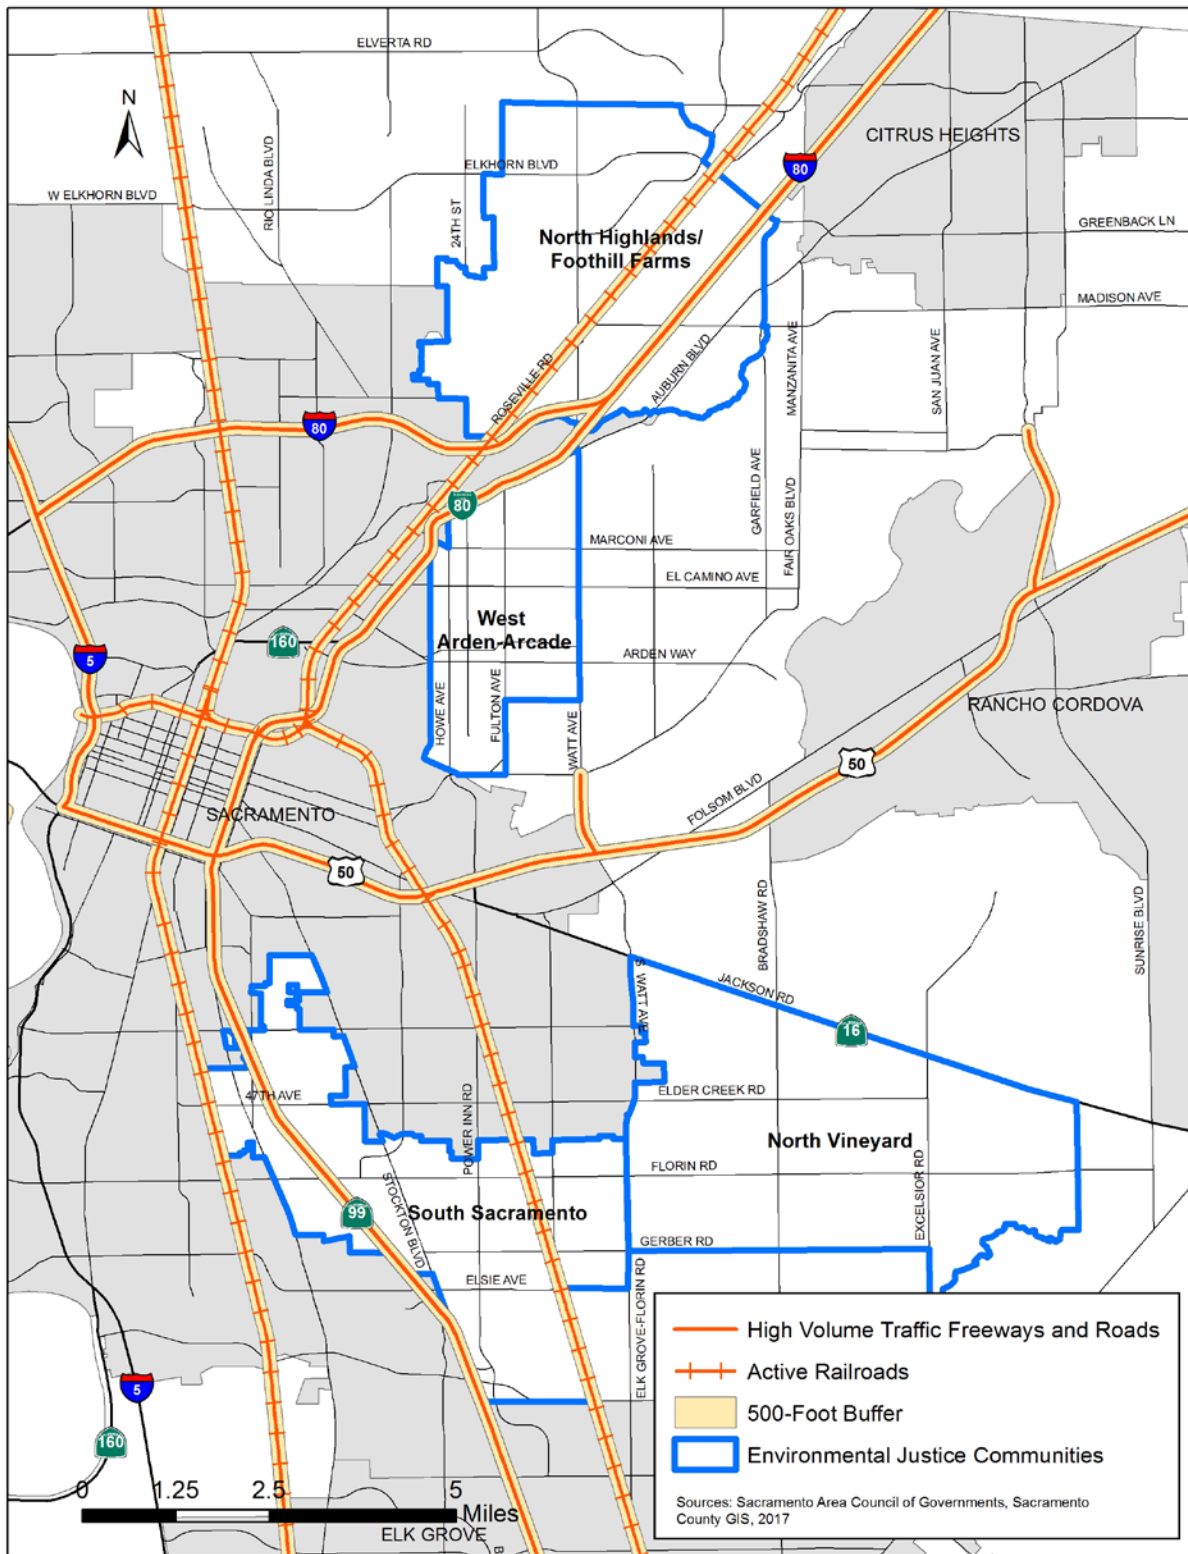 ELVERTA RD
N
CITRUS HEIGHTS
ELKHORN BLVD
80
W ELKHORN BLVD
RIO LINDA BLVD
24TH ST
GREENBACK LN
North Highlands/
Foothill Farms
MADISON AVE
ROSEVILLE RD
AUBURN BLVD
MANZANITA AVE
SAN JUAN AVE
80
80
GARFIELD AVE
FAIR OAKS BLVD
MARCONI AVE
EL CAMINO AVE
West
Arden-Arcade
160
5
ARDEN WAY
HOWE AVE
FULTON AVE
WATT AVE
RANCHO CORDOVA
50
FOLSOM BLVD
SACRAMENTO
50
BRADSHAW RD
SUNRISE BLVD
S WATT AVE
JACKSON RD
16
47TH AVE
POWER INN RD
ELDER CREEK RD
North Vineyard
FLORIN RD
EXCELSIOR RD
STOCKTON BLVD
99
South Sacramento
GERBER RD
ELSIE AVE
ELK GROVE-FLORIN RD
5
160
High Volume Traffic Freeways and Roads
Active Railroads
500-Foot Buffer
Environmental Justice Communities
Sources: Sacramento Area Council of Governments, Sacramento
County GIS, 2017
0 1.25 2.5 5
Miles
ELK GROVE